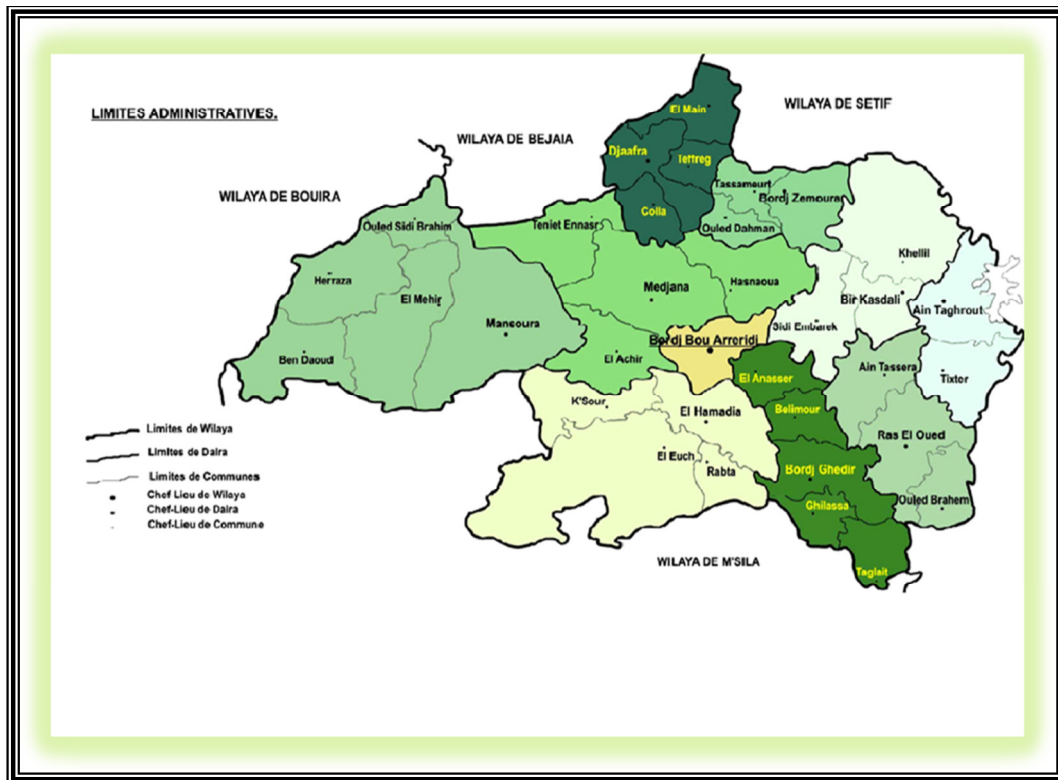 LIMITES ADMINISTRATIVES.
WILAYA DE SETIF
WILAYA DE BEJAIA
WILAYA DE BOUIRA
El Main
Djaafra
Teffreg
Colla
Tassameurt
Bordj Zemoura
Ouled Dahman
Ouled Sidi Brahim
Teniet Ennasr
Khellil
Herraza
El Mehir
Medjana
Hasnaoua
Bir Kasdali
Ain Taghrout
Mansoura
Sidi Embarek
Bordj Bou Arreridj
Ben Daoud
El Achir
El Anasser
Ain Tassera
Tixter
K'Sour
El Hamadia
Belimour
Ras El Oued
El Euch
Rabta
Bordj Ghedir
Ghilassa
Ouled Brahem
Taglait
WILAYA DE M'SILA
Limites de Wilaya
Limites de Daira
Limites de Communes
Chef Lieu de Wilaya
Chef-Lieu de Daira
Chef-Lieu de Commune